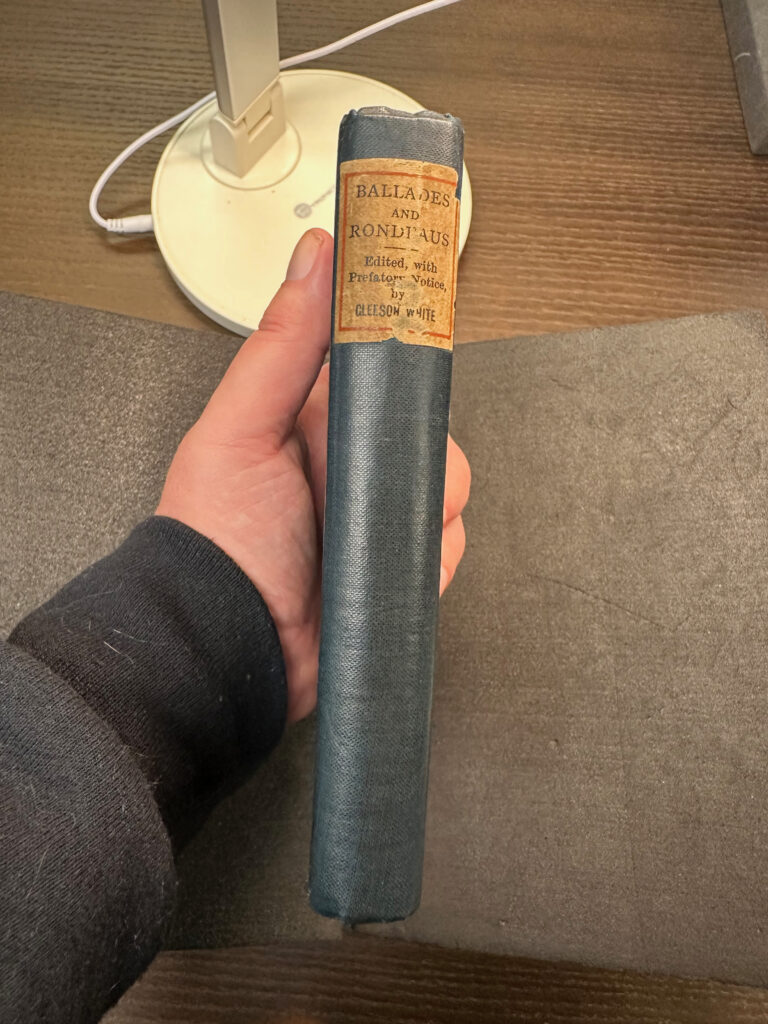 BALLADES
AND
RONDEAUS
Edited, with
Prefatory Notice,
by
GLEESON WHITE